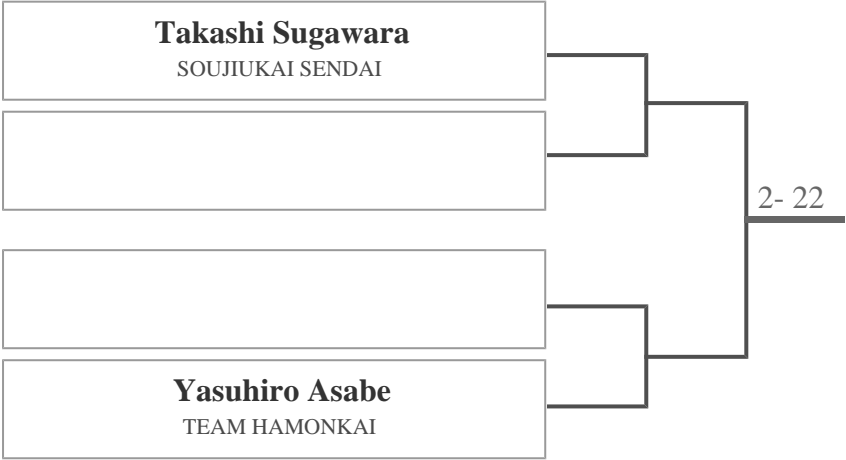 Takashi Sugawara
SOUJIUKAI SENDAI
2- 22
Yasuhiro Asabe
TEAM HAMONKAI